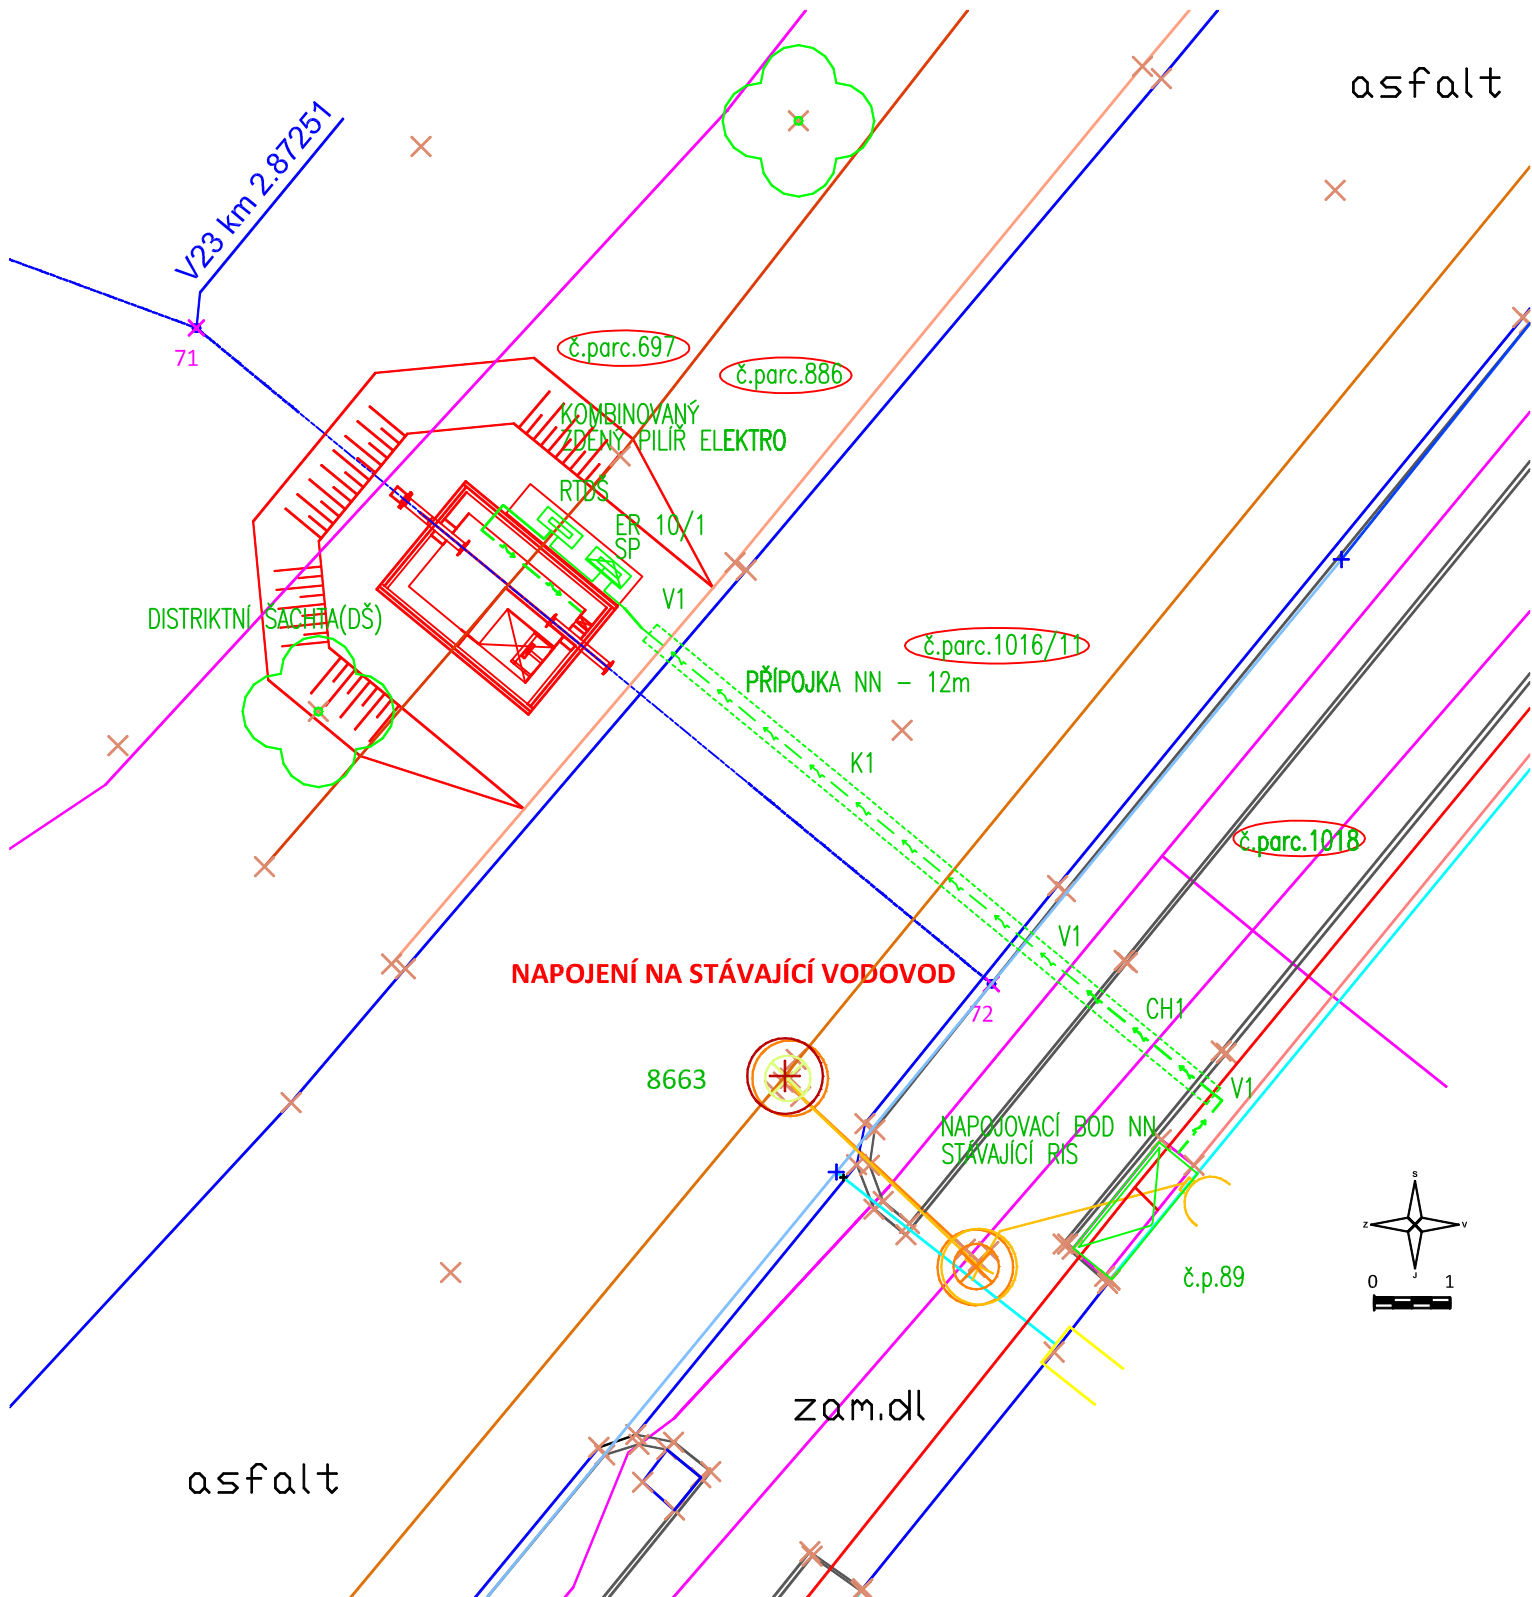 asfalt
V23 km 2.87251
71
č.parc.697
č.parc.886
KOMBINOVANÝ
ZDĚNÝ PILÍŘ ELEKTRO
RTDŠ
ER 10/1
SP
V1
DISTRIKTNÍ ŠACHTA(DŠ)
č.parc.1016/11
PŘÍPOJKA NN – 12m
K1
č.parc.1018
V1
NAPOJENÍ NA STÁVAJÍCÍ VODOVOD
72
CH1
8663
V1
NAPOJOVACÍ BOD NN
STÁVAJÍCÍ RIS
S
Z
V
J
č.p.89
0 1
zam.dl
asfalt